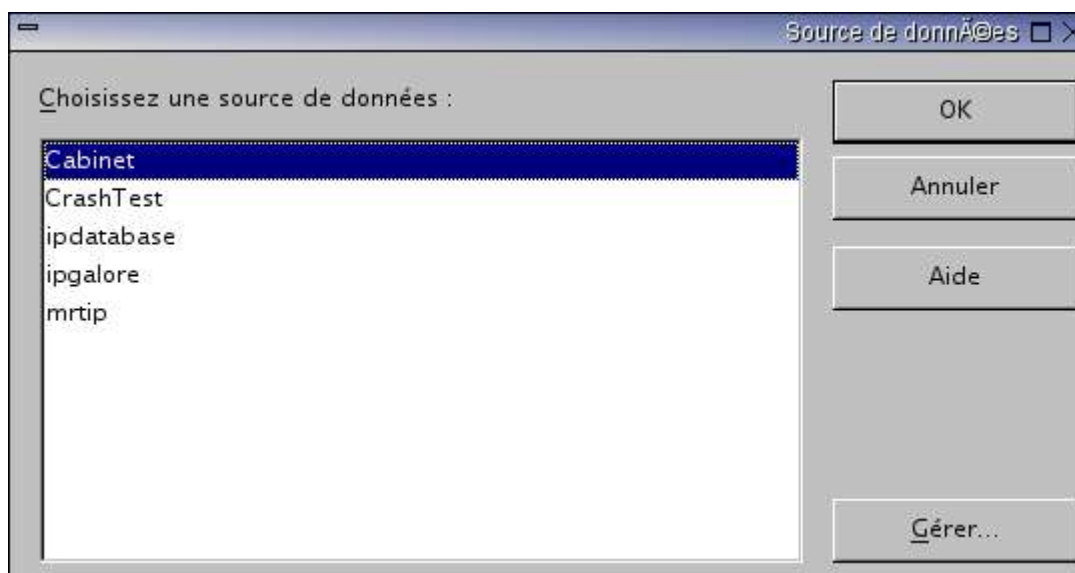 Source de donnÃ©es
Choisissez une source de données :
OK
Cabinet
CrashTest
Annuler
ipdatabase
ipgalore
Aide
mrtip
Gérer...